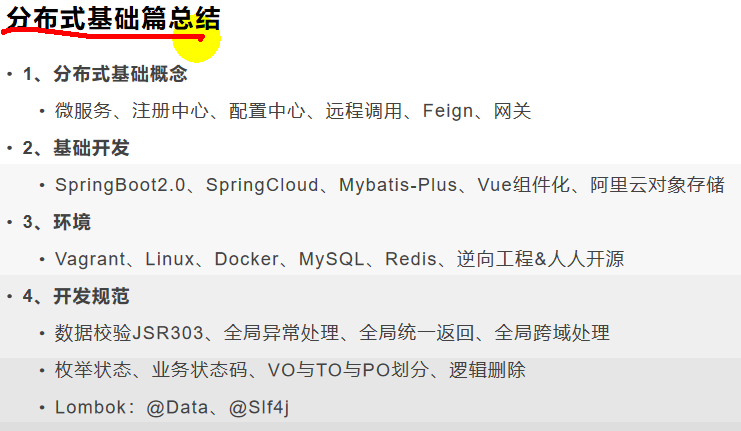 分布式基础篇总结
• 1、分布式基础概念
• 微服务、注册中心、配置中心、远程调用、Feign、网关
• 2、基础开发
• SpringBoot2.0、SpringCloud、Mybatis-Plus、Vue组件化、阿里云对象存储
• 3、环境
• Vagrant、Linux、Docker、MySQL、Redis、逆向工程&人人开源
• 4、开发规范
• 数据校验JSR303、全局异常处理、全局统一返回、全局跨域处理
• 枚举状态、业务状态码、VO与TO与PO划分、逻辑删除
• Lombok：@Data、@Slf4j